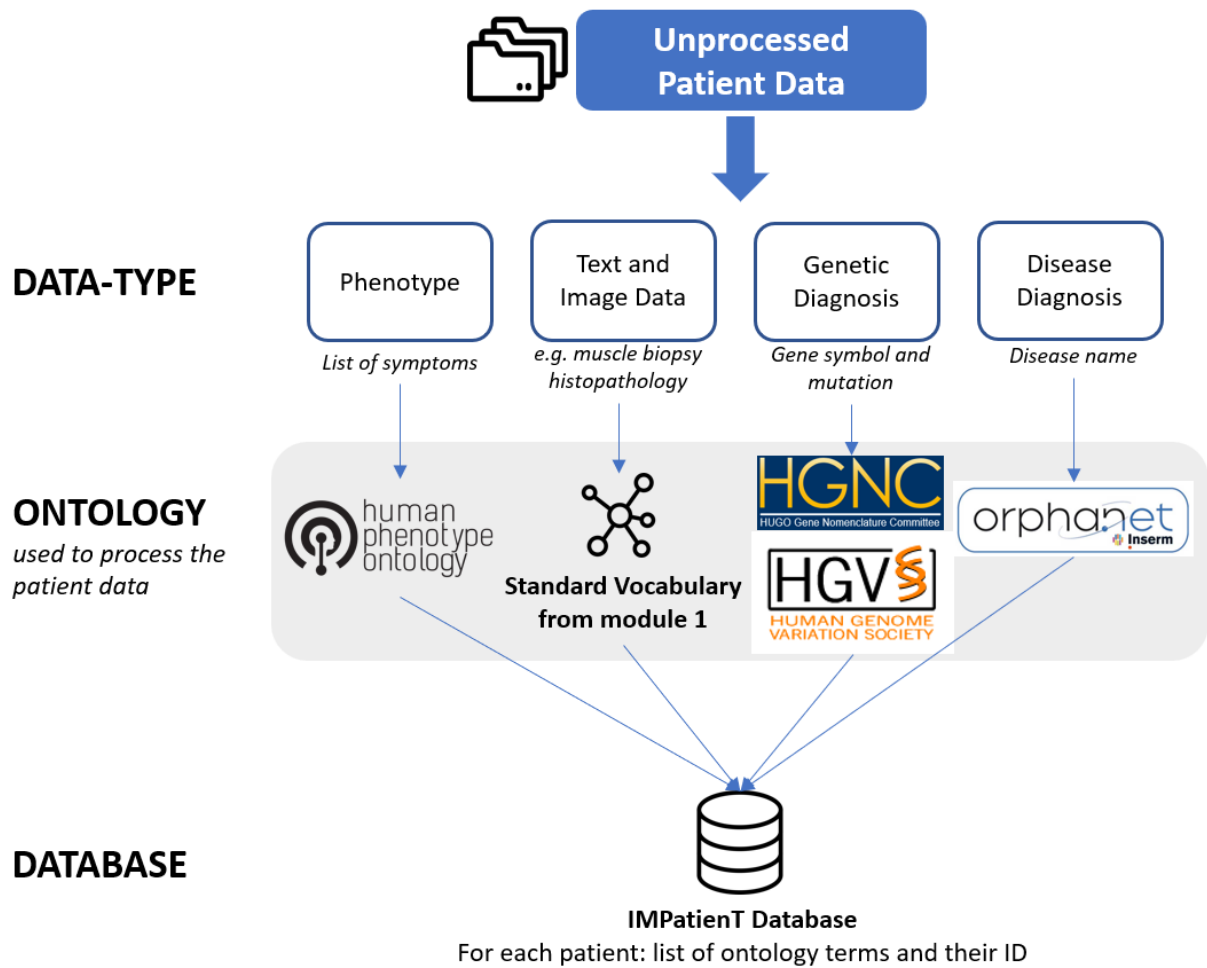 Unprocessed
Patient Data
DATA-TYPE
Phenotype
Text and
Image Data
Genetic
Diagnosis
Disease
Diagnosis
List of symptoms
e.g. muscle biopsy
histopathology
Gene symbol and
mutation
Disease name
ONTOLOGY
used to process the
patient data
human
phenotype
ontology
Standard Vocabulary
from module 1
HGNC
HUGO Gene Nomenclature Committee
HGVS
HUMAN GENOME
VARIATION SOCIETY
orphanet
Inserm
DATABASE
IMPatienT Database
For each patient: list of ontology terms and their ID